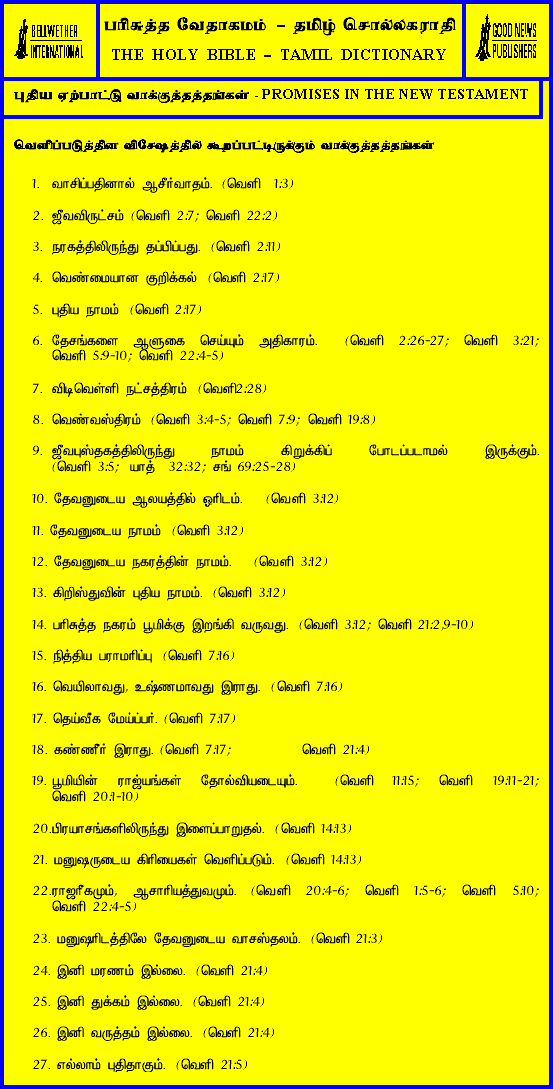 BELLWETHER
INTERNATIONAL
பரிசுத்த வேதாகமம் – தமிழ் சொல்லகராதி
THE HOLY BIBLE – TAMIL DICTIONARY
GOOD NEWS
PUBLISHERS
புதிய ஏற்பாட்டு வாக்குத்தத்தங்கள் - PROMISES IN THE NEW TESTAMENT
வெளிப்படுத்தின விசேஷத்தில் கூறப்பட்டிருக்கும் வாக்குத்தத்தங்கள்
1. வாசிப்பதினால் ஆசீர்வாதம். (வெளி 1:3)
2. ஜீவவிருட்சம் (வெளி 2:7; வெளி 22:2)
3. நரகத்திலிருந்து தப்பிப்பது. (வெளி 2:11)
4. வெண்மையான குறிக்கல் (வெளி 2:17)
5. புதிய நாமம் (வெளி 2:17)
6. தேசங்களை ஆளுகை செய்யும் அதிகாரம். (வெளி 2:26-27; வெளி 3:21;
வெளி 5:9-10; வெளி 22:4-5)
7. விடிவெள்ளி நட்சத்திரம் (வெளி2:28)
8. வெண்வஸ்திரம் (வெளி 3:4-5; வெளி 7:9; வெளி 19:8)
9. ஜீவபுஸ்தகத்திலிருந்து நாமம் கிறுக்கிப் போடப்படாமல் இருக்கும்.
(வெளி 3:5; யாத் 32:32; சங் 69:25-28)
10. தேவனுடைய ஆலயத்தில் ஓரிடம். (வெளி 3:12)
11. தேவனுடைய நாமம் (வெளி 3:12)
12. தேவனுடைய நகரத்தின் நாமம். (வெளி 3:12)
13. கிறிஸ்துவின் புதிய நாமம். (வெளி 3:12)
14. பரிசுத்த நகரம் பூமிக்கு இறங்கி வருவது. (வெளி 3:12; வெளி 21:2,9-10)
15. நித்திய பராமரிப்பு (வெளி 7:16)
16. வெயிலாவது, உஷ்ணமாவது இராது. (வெளி 7:16)
17. தெய்வீக மேய்ப்பர். (வெளி 7:17)
18. கண்ணீர் இராது. (வெளி 7:17; வெளி 21:4)
19. பூமியின் ராஜ்யங்கள் தோல்வியடையும். (வெளி 11:15; வெளி 19:11-21;
வெளி 20:1-10)
20.பிரயாசங்களிலிருந்து இளைப்பாறுதல். (வெளி 14:13)
21. மனுஷருடைய கிரியைகள் வெளிப்படும். (வெளி 14:13)
22.ராஜரீகமும், ஆசாரியத்துவமும். (வெளி 20:4-6; வெளி 1:5-6; வெளி 5:10;
வெளி 22:4-5)
23. மனுஷரிடத்திலே தேவனுடைய வாசஸ்தலம். (வெளி 21:3)
24. இனி மரணம் இல்லை. (வெளி 21:4)
25. இனி துக்கம் இல்லை. (வெளி 21:4)
26. இனி வருத்தம் இல்லை. (வெளி 21:4)
27. எல்லாம் புதிதாகும். (வெளி 21:5)